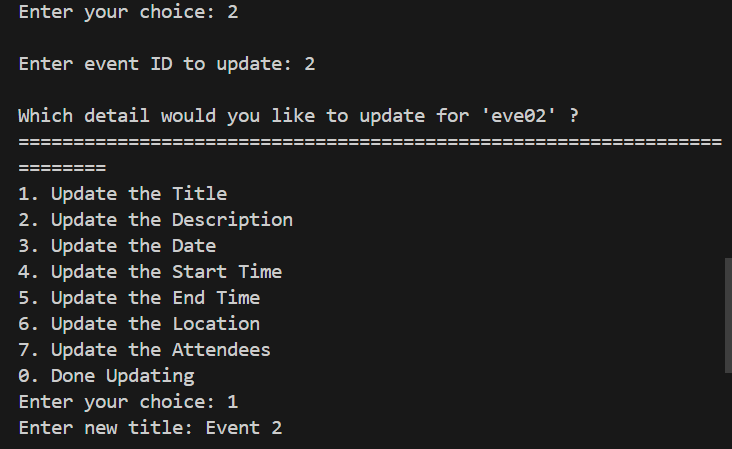 Enter your choice: 2
Enter event ID to update: 2
Which detail would you like to update for 'eve02' ?
================================================================
========
1. Update the Title
2. Update the Description
3. Update the Date
4. Update the Start Time
5. Update the End Time
6. Update the Location
7. Update the Attendees
0. Done Updating
Enter your choice: 1
Enter new title: Event 2